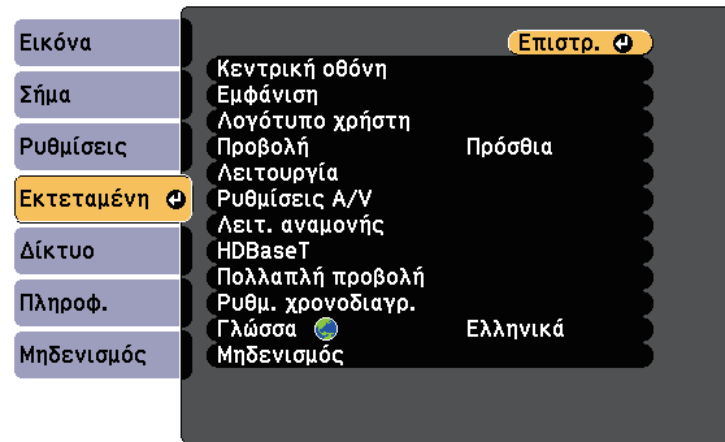 Εικόνα
Σήμα
Ρυθμίσεις
Εκτεταμένη
Δίκτυο
Πληροφ.
Μηδενισμός
Επιστρ.
Κεντρική οθόνη
Εμφάνιση
Λογότυπο χρήστη
Προβολή Πρόσθια
Λειτουργία
Ρυθμίσεις A/V
Λειτ. αναμονής
HDBaseT
Πολλαπλή προβολή
Ρυθμ. χρονοδιαγρ.
Γλώσσα Ελληνικά
Μηδενισμός